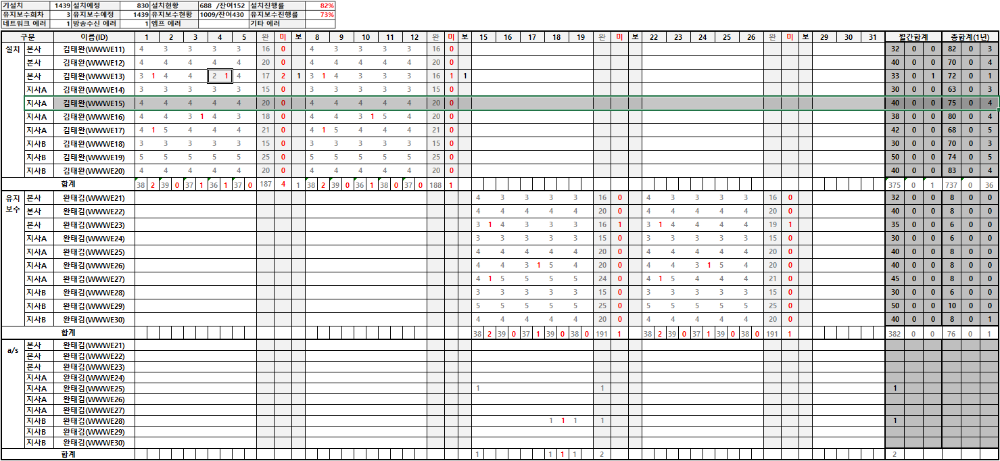 기설치 1439 설치예정 830 설치현황 688 /잔여152 설치진행률 82%
유지보수회차 3 유지보수예정 1439 유지보수현황 1009/잔여430 유지보수진행률 73%
네트워크 에러 1 방송수신 에러 1 엠프 에러 기타 에러
구분 이름(ID) 1 2 3 4 5 완 미 보 8 9 10 11 12 완 미 보 15 16 17 18 19 완 미 보 22 23 24 25 26 완 미 보 29 30 31 월간합계 총합계(1년)
설치 본사 김태완(WWWE11) 4 3 3 3 3 16 0 4 3 3 3 3 16 0 32 0 0 82 0 3
본사 김태완(WWWE12) 4 4 4 4 4 20 0 4 4 4 4 4 20 0 40 0 0 70 0 4
본사 김태완(WWWE13) 3 1 4 4 2 1 4 17 2 1 3 1 4 3 3 3 16 1 1 33 0 1 72 0 1
지사A 김태완(WWWE14) 3 3 3 3 3 15 0 3 3 3 3 3 15 0 30 0 0 63 0 3
지사A 김태완(WWWE15) 4 4 4 4 4 20 0 4 4 4 4 4 20 0 40 0 0 75 0 4
지사A 김태완(WWWE16) 4 4 3 1 4 3 18 0 4 4 3 1 5 4 20 0 38 0 0 80 0 4
지사A 김태완(WWWE17) 4 1 5 4 4 4 21 0 4 1 5 4 4 4 21 0 42 0 0 68 0 5
지사B 김태완(WWWE18) 3 3 3 3 3 15 0 3 3 3 3 3 15 0 30 0 0 70 0 3
지사B 김태완(WWWE19) 5 5 5 5 5 25 0 5 5 5 5 5 25 0 50 0 0 74 0 5
지사B 김태완(WWWE20) 4 4 4 4 4 20 0 4 4 4 4 4 20 0 40 0 0 83 0 4
합계 38 2 39 0 37 1 36 1 37 0 187 4 1 38 2 39 0 36 1 38 0 37 0 188 1 375 0 1 737 0 36
유지보수 본사 완태김(WWWE21) 4 3 3 3 3 16 0 4 3 3 3 3 16 0 32 0 0 8 0 0
본사 완태김(WWWE22) 4 4 4 4 4 20 0 4 4 4 4 4 20 0 40 0 0 8 0 0
본사 완태김(WWWE23) 3 1 4 3 3 3 16 1 3 1 4 4 4 4 19 1 35 0 0 6 0 0
지사A 완태김(WWWE24) 3 3 3 3 3 15 0 3 3 3 3 3 15 0 30 0 0 6 0 0
지사A 완태김(WWWE25) 4 4 4 4 4 20 0 4 4 4 4 4 20 0 40 0 0 8 0 0
지사A 완태김(WWWE26) 4 4 3 1 5 4 20 0 4 4 3 1 5 4 20 0 40 0 0 8 0 0
지사A 완태김(WWWE27) 4 1 5 5 5 5 24 0 4 1 5 4 4 4 21 0 45 0 0 8 0 0
지사B 완태김(WWWE28) 3 3 3 3 3 15 0 3 3 3 3 3 15 0 30 0 0 6 0 0
지사B 완태김(WWWE29) 5 5 5 5 5 25 0 5 5 5 5 5 25 0 50 0 0 10 0 0
지사B 완태김(WWWE30) 4 4 4 4 4 20 0 4 4 4 4 4 20 0 40 0 0 8 0 1
합계 38 2 39 0 37 1 39 0 38 0 191 1 38 2 39 0 37 1 39 0 38 0 191 1 382 0 0 76 0 1
a/s 본사 완태김(WWWE21)
본사 완태김(WWWE22)
본사 완태김(WWWE23)
지사A 완태김(WWWE24)
지사A 완태김(WWWE25) 1 1 1
지사A 완태김(WWWE26)
지사A 완태김(WWWE27)
지사B 완태김(WWWE28) 1 1 1 1 1
지사B 완태김(WWWE29)
지사B 완태김(WWWE30)
합계 1 1 1 1 2 2